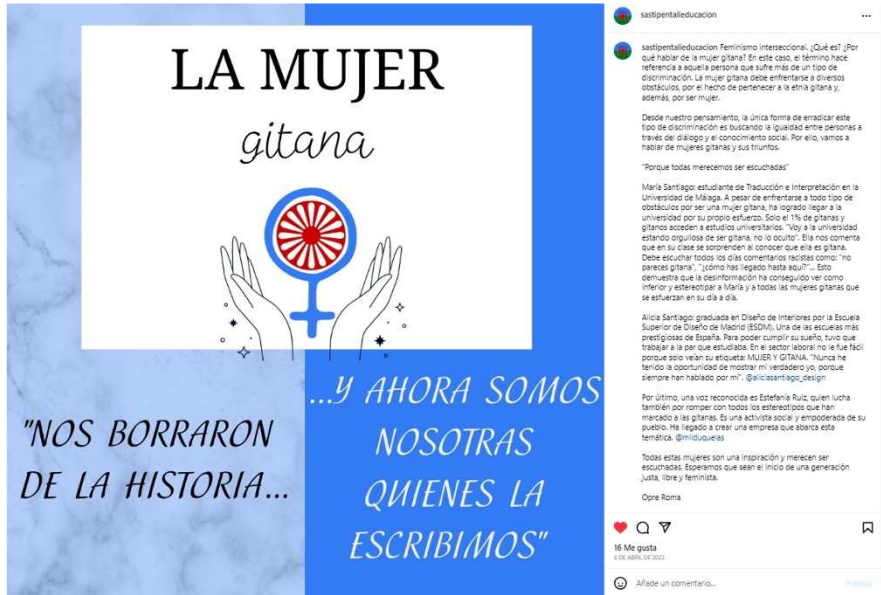 LA MUJER
gitana
"NOS BORRARON
DE LA HISTORIA...
...Y AHORA SOMOS
NOSOTRAS
QUIENES LA
ESCRIBIMOS"
sastipentalieducacion
sastipentalieducacion Feminismo interseccional. ¿Qué es? ¿Por
qué hablar de la mujer gitana? En este caso, el término hace
referencia a aquella persona que sufre más de un tipo de
discriminación. La mujer gitana debe enfrentarse a diversos
obstáculos, por el hecho de pertenecer a la etnia gitana y,
además, por ser mujer.
Desde nuestro pensamiento, la única forma de erradicar este
tipo de discriminación es buscando la igualdad entre personas a
través del diálogo y el conocimiento social. Por ello, vamos a
hablar de mujeres gitanas y sus triunfos.
"Porque todas merecemos ser escuchadas"
María Santiago: estudiante de Traducción e Interpretación en la
Universidad de Málaga. A pesar de enfrentarse a todo tipo de
obstáculos por ser una mujer gitana, ha logrado llegar a la
universidad por su propio esfuerzo. Solo el 1% de gitanas y
gitanos acceden a estudios universitarios. "Voy a la universidad
estando orgullosa de ser gitana, no lo oculto". Ella nos comenta
que en su clase se sorprenden al conocer que ella es gitana.
Debe escuchar todos los días comentarios racistas como: "no
pareces gitana", "¿cómo has llegado hasta aquí?"... Esto
demuestra que la desinformación ha conseguido ver como
inferior y estereotipar a María y a todas las mujeres gitanas que
se esfuerzan en su día a día.
Alicia Santiago: graduada en Diseño de Interiores por la Escuela
Superior de Diseño de Madrid (ESDM). Una de las escuelas más
prestigiosas de España. Para poder cumplir su sueño, tuvo que
trabajar a la par que estudiaba. En el sector laboral no le fue fácil
porque solo veían su etiqueta: MUJER Y GITANA. "Nunca he
tenido la oportunidad de mostrar mi verdadero yo, porque
siempre han hablado por mí". @aliciasantiago_design
Por último, una voz reconocida es Estefanía Ruiz, quien lucha
también por romper con todos los estereotipos que han
marcado a las gitanas. Es una activista social y empoderada de su
pueblo. Ha llegado a crear una empresa que abarca esta
temática. @milduquelas
Todas estas mujeres son una inspiración y merecen ser
escuchadas. Esperamos que sean el inicio de una generación
justa, libre y feminista.
Opre Roma
16 Me gusta
6 DE ABRIL DE 2022
Añade un comentario...
Publicar